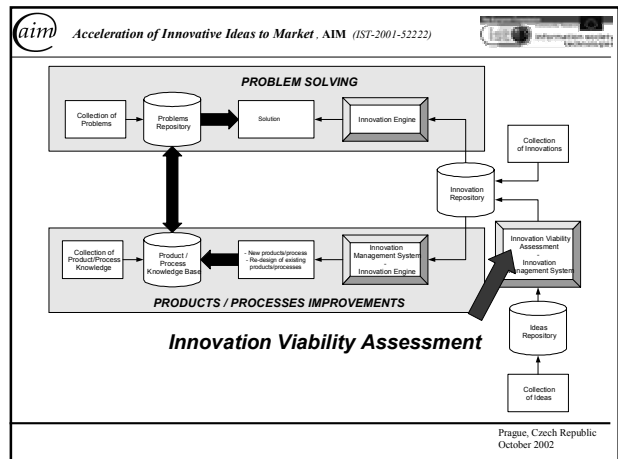 aim
Acceleration of Innovative Ideas to Market , AIM (IST-2001-52222)
information society
technologies
PROBLEM SOLVING
Collection of
Problems
Problems
Repository
Solution
Innovation Engine
Collection
of Innovations
Innovation
Repository
Collection of
Product/Process
Knowledge
Product /
Process
Knowledge Base
- New products/process
- Re-design of existing
products/processes
Innovation
Management System
-
Innovation Engine
Innovation Viability
Assessment
-
Innovation
Management System
PRODUCTS / PROCESSES IMPROVEMENTS
Innovation Viability Assessment
Ideas
Repository
Collection
of Ideas
Prague, Czech Republic
October 2002